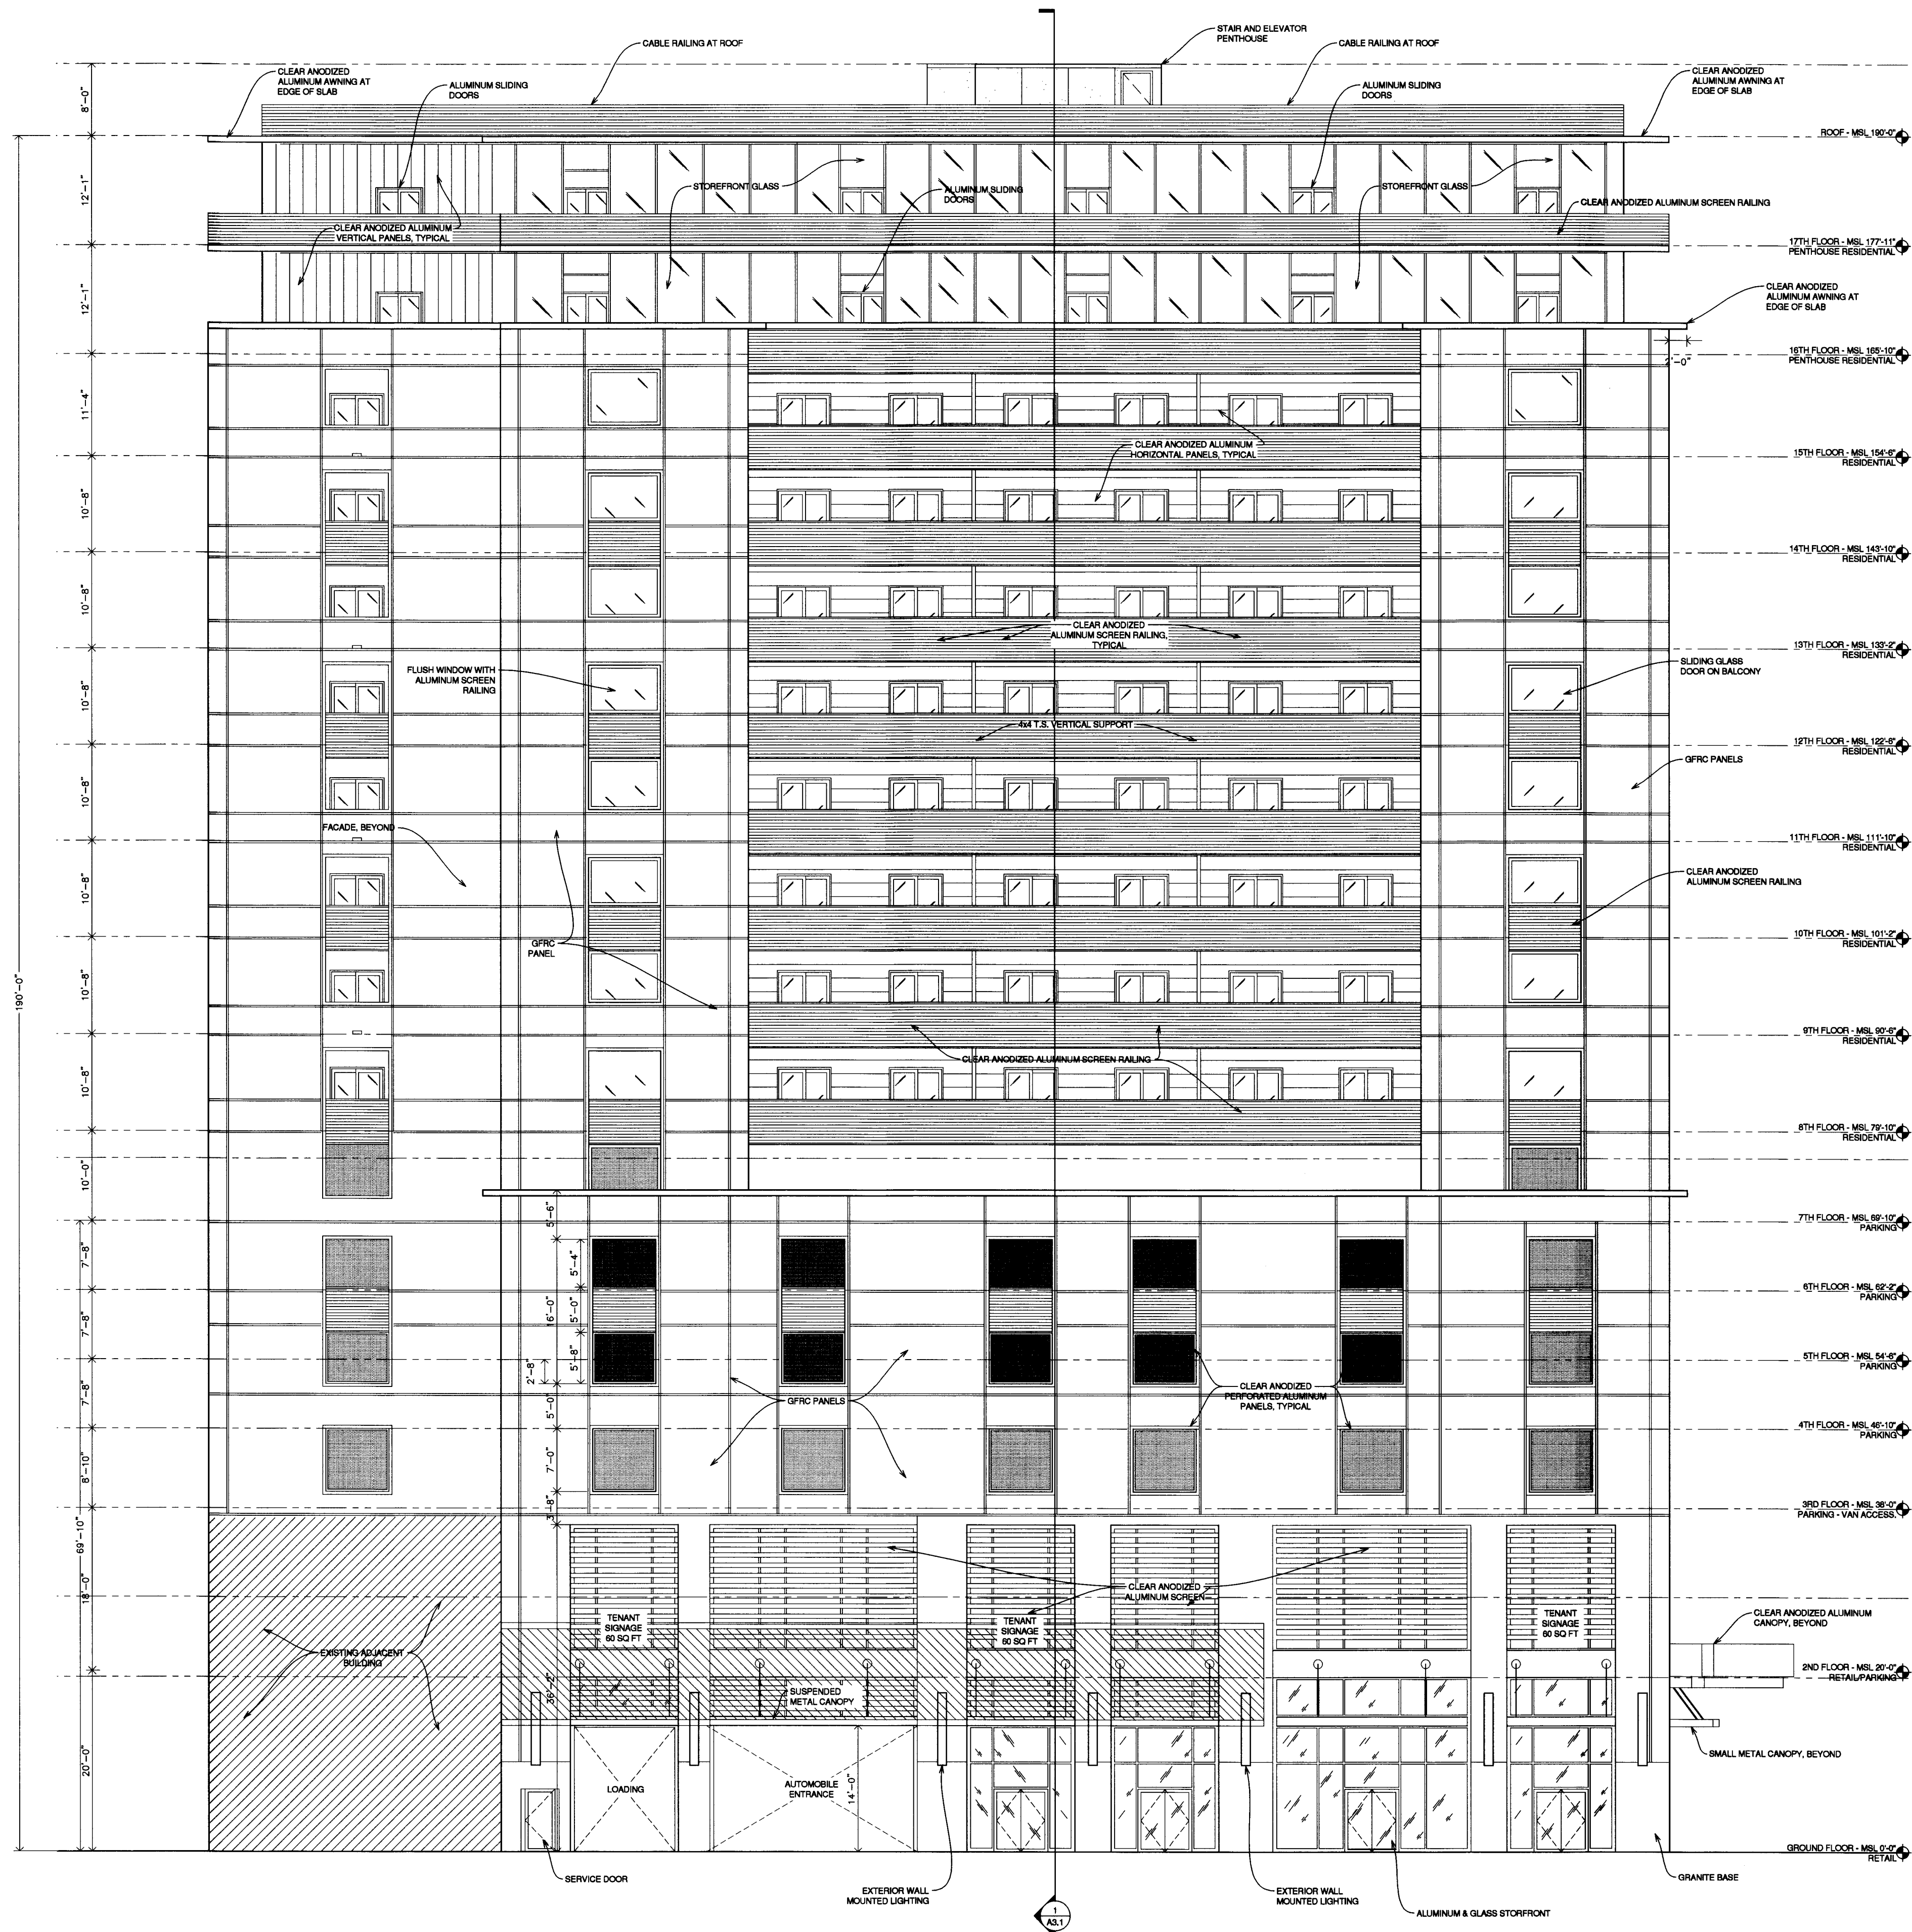 STAIR AND ELEVATOR
PENTHOUSE
CABLE RAILING AT ROOF
CABLE RAILING AT ROOF
CLEAR ANODIZED
ALUMINUM AWNING AT
EDGE OF SLAB
ALUMINUM SLIDING
DOORS
ALUMINUM SLIDING
DOORS
CLEAR ANODIZED
ALUMINUM AWNING AT
EDGE OF SLAB
8'-0"
ROOF - MSL 190'-0"
12'-1"
STOREFRONT GLASS
ALUMINUM SLIDING
DOORS
STOREFRONT GLASS
CLEAR ANODIZED ALUMINUM SCREEN RAILING
CLEAR ANODIZED ALUMINUM
VERTICAL PANELS, TYPICAL
17TH FLOOR - MSL 177'-11"
PENTHOUSE RESIDENTIAL
12'-1"
CLEAR ANODIZED
ALUMINUM AWNING AT
EDGE OF SLAB
16TH FLOOR - MSL 165'-10"
PENTHOUSE RESIDENTIAL
2'-0"
11'-4"
CLEAR ANODIZED ALUMINUM
HORIZONTAL PANELS, TYPICAL
15TH FLOOR - MSL 154'-6"
RESIDENTIAL
10'-8"
14TH FLOOR - MSL 143'-10"
RESIDENTIAL
10'-8"
CLEAR ANODIZED
ALUMINUM SCREEN RAILING,
TYPICAL
13TH FLOOR - MSL 133'-2"
RESIDENTIAL
FLUSH WINDOW WITH
ALUMINUM SCREEN
RAILING
SLIDING GLASS
DOOR ON BALCONY
10'-8"
4x4 T.S. VERTICAL SUPPORT
12TH FLOOR - MSL 122'-6"
RESIDENTIAL
GFRC PANELS
10'-8"
FACADE, BEYOND
11TH FLOOR - MSL 111'-10"
RESIDENTIAL
10'-8"
CLEAR ANODIZED
ALUMINUM SCREEN RAILING
GFRC
PANEL
10TH FLOOR - MSL 101'-2"
RESIDENTIAL
10'-8"
190'-0"
9TH FLOOR - MSL 90'-6"
RESIDENTIAL
CLEAR ANODIZED ALUMINUM SCREEN RAILING
10'-8"
8TH FLOOR - MSL 79'-10"
RESIDENTIAL
10'-0"
5'-6"
7TH FLOOR - MSL 69'-10"
PARKING
7'-8"
5'-4"
6TH FLOOR - MSL 62'-2"
PARKING
7'-8"
16'-0"
5'-0"
5TH FLOOR - MSL 54'-6"
PARKING
2'-8"
5'-8"
7'-8"
5'-0"
GFRC PANELS
CLEAR ANODIZED
PERFORATED ALUMINUM
PANELS, TYPICAL
4TH FLOOR - MSL 46'-10"
PARKING
8'-10"
7'-0"
3'-8"
3RD FLOOR - MSL 38'-0"
PARKING - VAN ACCESS.
69'-10"
18'-0"
CLEAR ANODIZED
ALUMINUM SCREEN
TENANT
SIGNAGE
60 SQ FT
TENANT
SIGNAGE
60 SQ FT
TENANT
SIGNAGE
60 SQ FT
CLEAR ANODIZED ALUMINUM
CANOPY, BEYOND
EXISTING ADJACENT
BUILDING
36'-2"
SUSPENDED
METAL CANOPY
2ND FLOOR - MSL 20'-0"
RETAIL/PARKING
20'-0"
SMALL METAL CANOPY, BEYOND
LOADING
AUTOMOBILE
ENTRANCE
14'-0"
GROUND FLOOR - MSL 0'-0"
RETAIL
SERVICE DOOR
EXTERIOR WALL
MOUNTED LIGHTING
EXTERIOR WALL
MOUNTED LIGHTING
GRANITE BASE
ALUMINUM & GLASS STORFRONT
1
A3.1